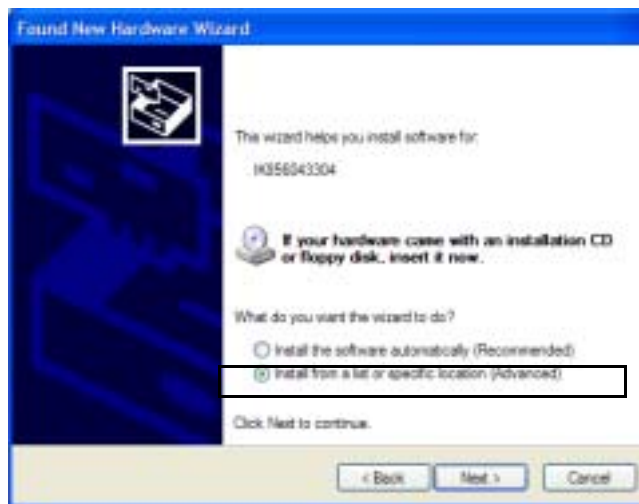 Found New Hardware Wizard
This wizard helps you install software for:
If your hardware came with an installation CD
or floppy disk, insert it now.
What do you want the wizard to do?
Install the software automatically (Recommended)
Install from a list or specific location (Advanced)
Click Next to continue.
< Back
Next >
Cancel